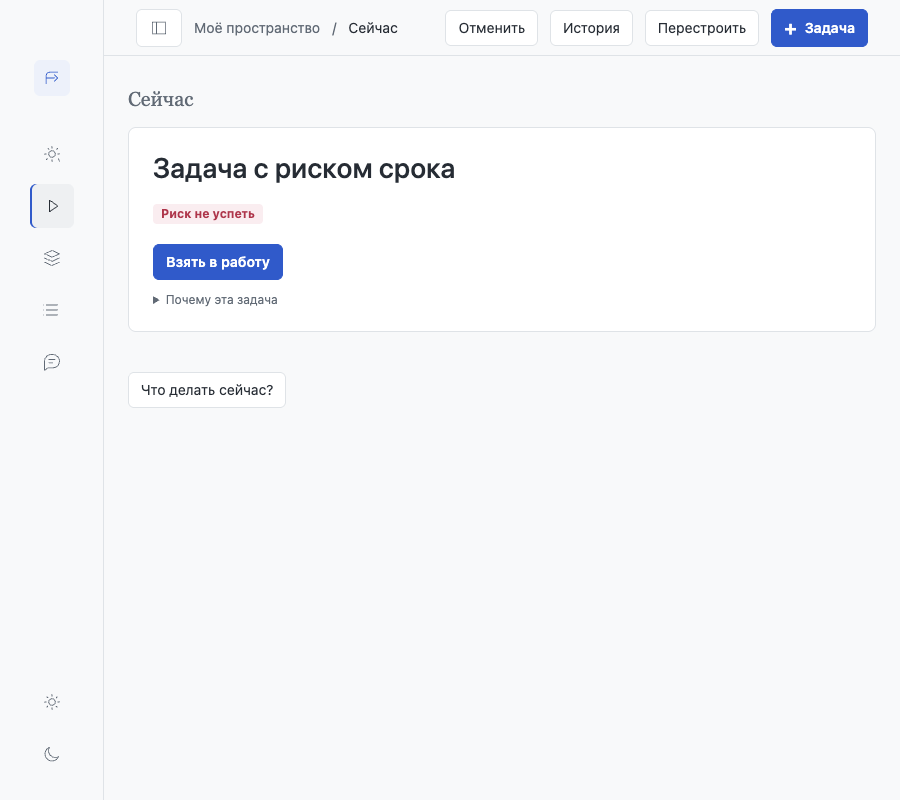 Моё пространство / Сейчас
Отменить
История
Перестроить
+ Задача
Сейчас
Задача с риском срока
Риск не успеть
Взять в работу
Почему эта задача
Что делать сейчас?